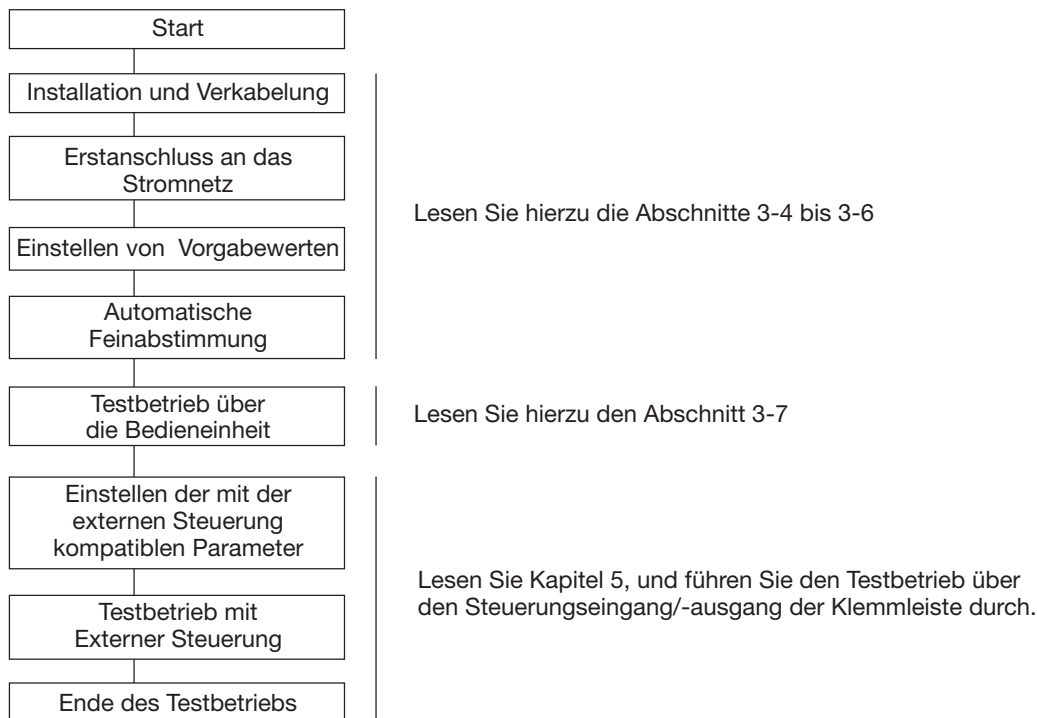 Start
Installation und Verkabelung
Erstanschluss an das
Stromnetz
Einstellen von Vorgabewerten
Automatische
Feinabstimmung
Lesen Sie hierzu die Abschnitte 3-4 bis 3-6
Testbetrieb über
die Bedieneinheit
Lesen Sie hierzu den Abschnitt 3-7
Einstellen der mit der
externen Steuerung
kompatiblen Parameter
Testbetrieb mit
Externer Steuerung
Ende des Testbetriebs
Lesen Sie Kapitel 5, und führen Sie den Testbetrieb über
den Steuerungseingang/-ausgang der Klemmleiste durch.